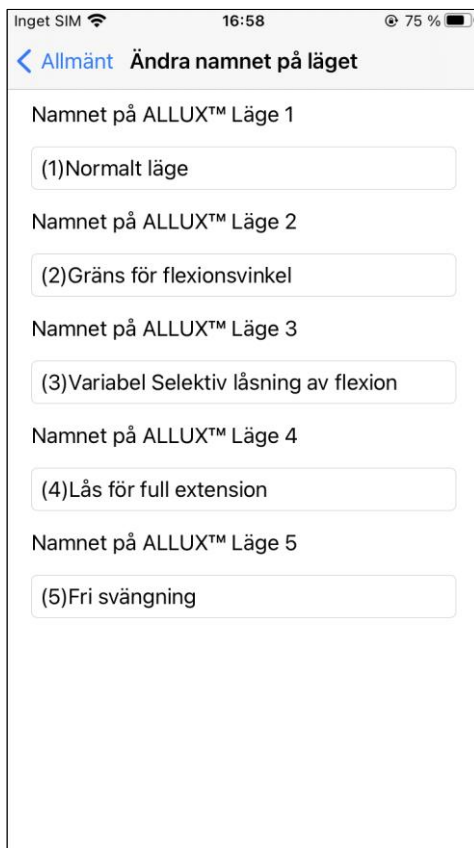 Inget SIM 16:58 75 %
Allmänt Ändra namnet på läget
Namnet på ALLUX™ Läge 1
(1)Normalt läge
Namnet på ALLUX™ Läge 2
(2)Gräns för flexionsvinkel
Namnet på ALLUX™ Läge 3
(3)Variabel Selektiv låsning av flexion
Namnet på ALLUX™ Läge 4
(4)Lås för full extension
Namnet på ALLUX™ Läge 5
(5)Fri svängning